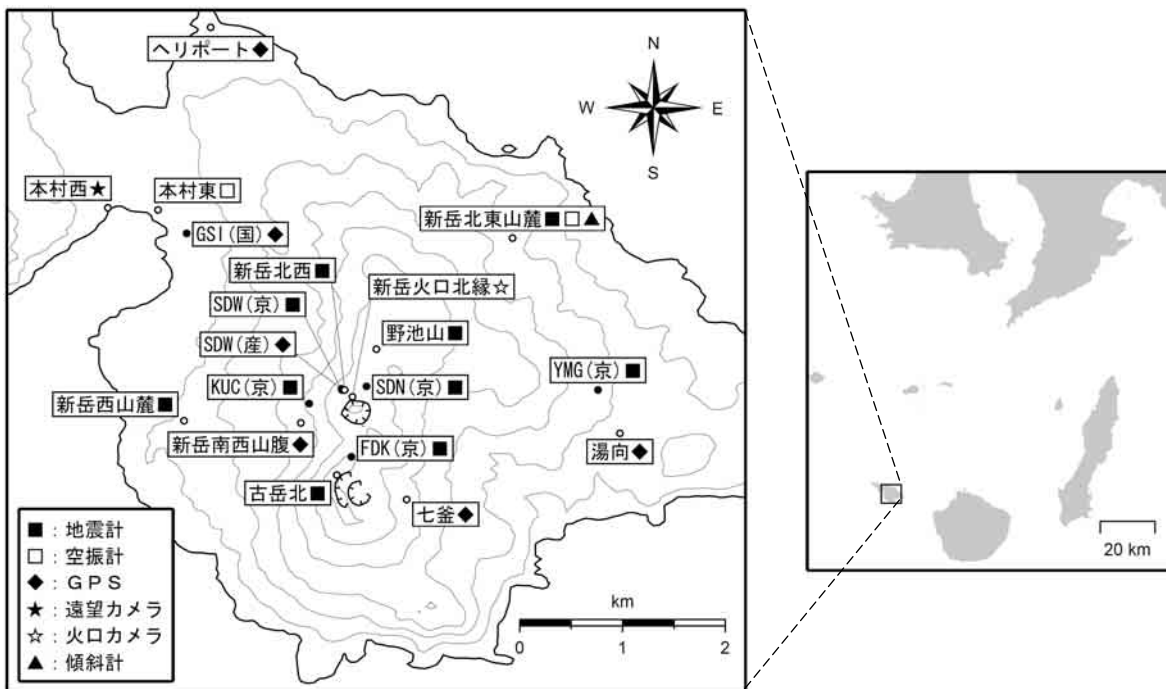 ヘリポート◆
N
W E
S
本村西★
本村東□
GSI(国)◆
新岳北東山麓■□▲
新岳北西■
新岳火口北縁☆
SDW(京)■
野池山■
SDW(産)◆
KUC(京)■
SDN(京)■
YMG(京)■
新岳西山麓■
新岳南西山腹◆
FDK(京)■
湯向◆
古岳北■
七釜◆
■：地震計
□：空振計
◆：ＧＰＳ
★：遠望カメラ
☆：火口カメラ
▲：傾斜計
km
0 1 2
20 km